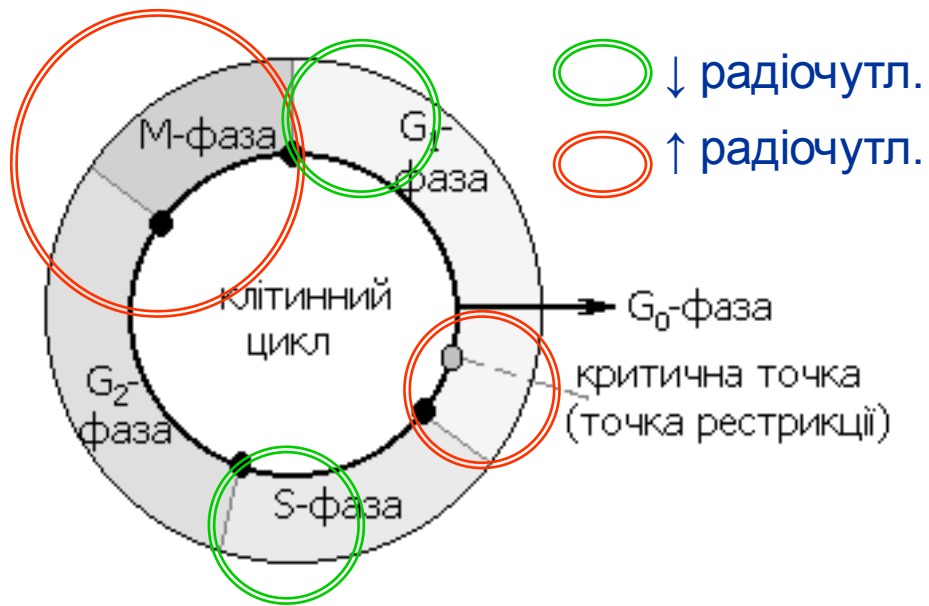 ↓ радіочутл.
↑ радіочутл.
М-фаза
G₁-
фаза
клітинний
цикл
G₀-фаза
критична точка
(точка рестрикції)
G₂-
фаза
S-фаза